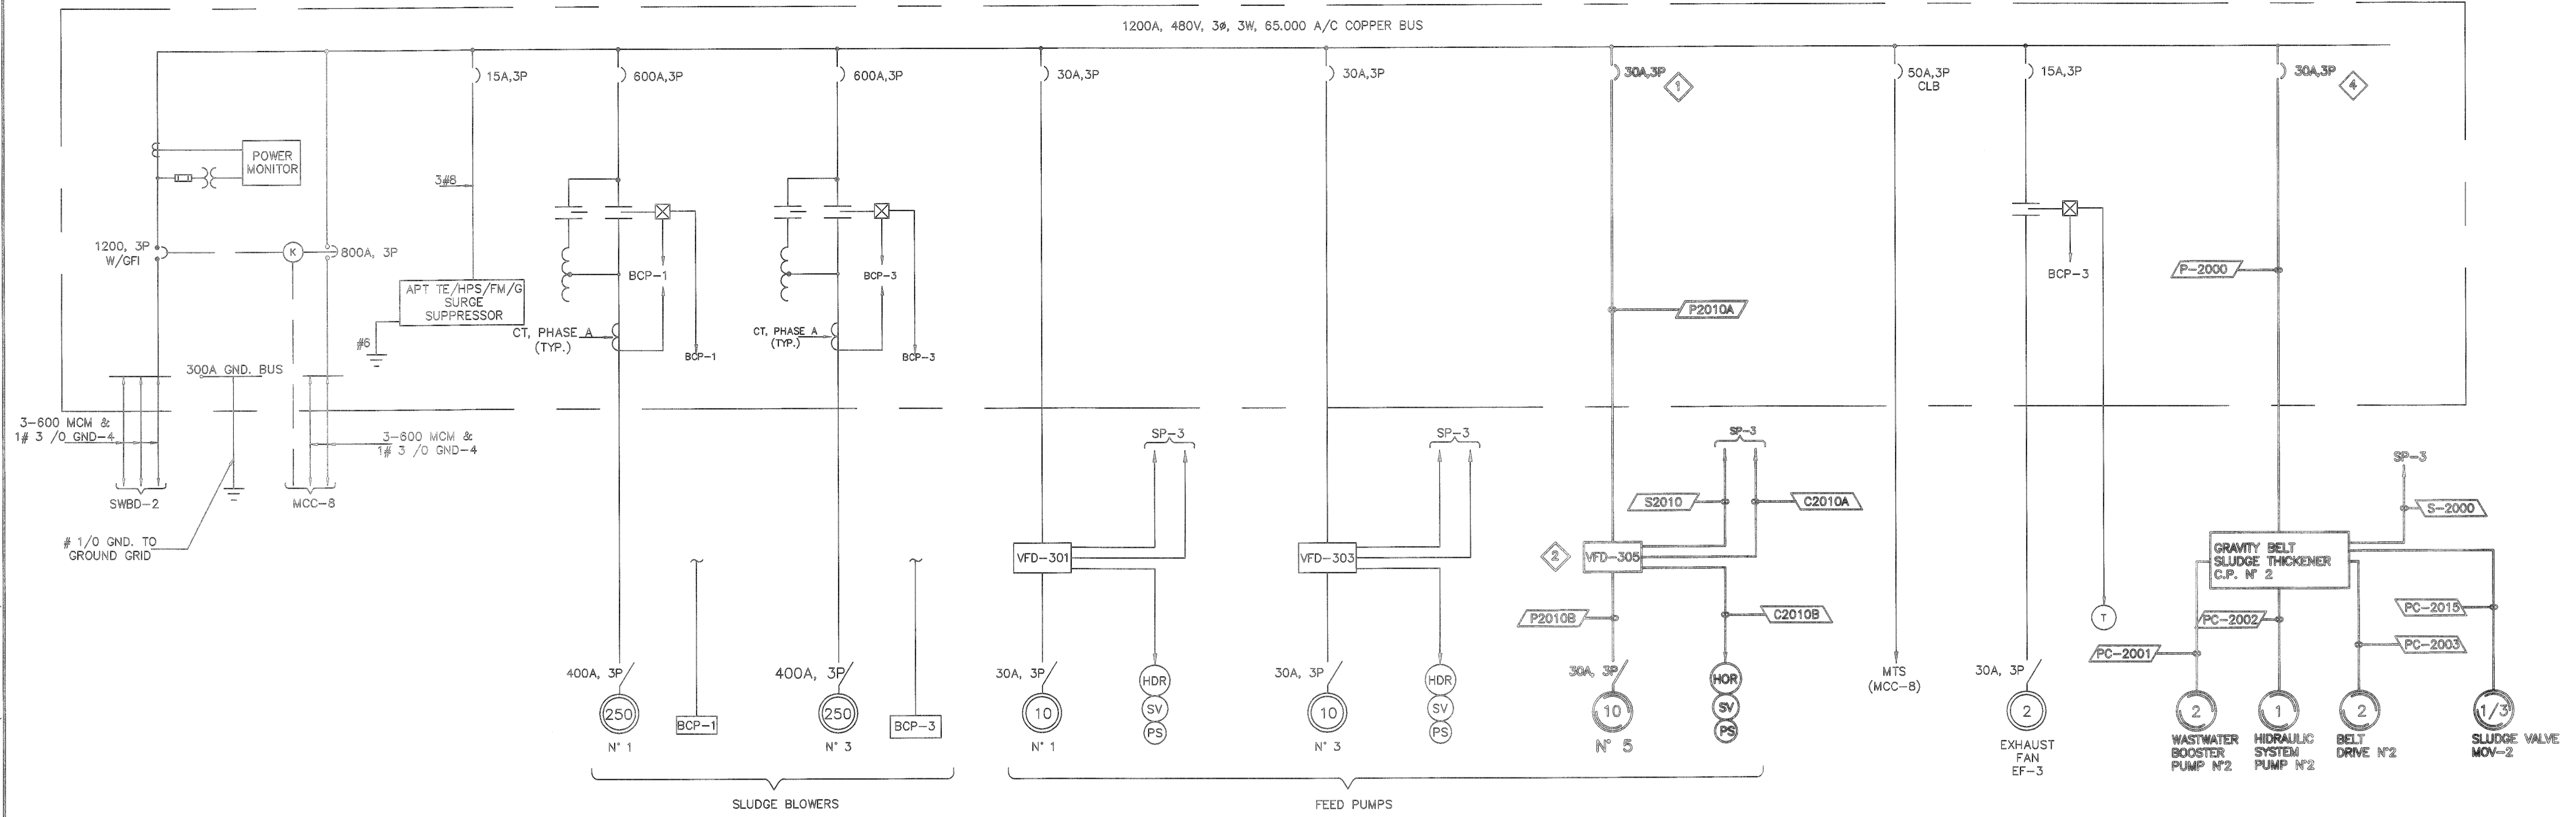 1200A, 480V, 3ø, 3W, 65.000 A/C COPPER BUS
15A,3P
600A,3P
600A,3P
30A,3P
30A,3P
30A,3P
1
50A,3P
CLB
15A,3P
30A,3P
4
POWER
MONITOR
3#8
1200, 3P
W/GFI
K
800A, 3P
APT TE/HPS/FM/G
SURGE
SUPPRESSOR
#6
BCP-1
CT, PHASE A
(TYP.)
BCP-1
BCP-3
CT, PHASE A
(TYP.)
BCP-3
P2010A
BCP-3
P-2000
300A GND. BUS
3-600 MCM &
1# 3 /0 GND-4
3-600 MCM &
1# 3 /0 GND-4
SWBD-2
MCC-8
# 1/0 GND. TO
GROUND GRID
SP-3
SP-3
SP-3
SP-3
S2010
C2010A
S-2000
VFD-301
VFD-303
2
VFD-305
GRAVITY BELT
SLUDGE THICKENER
C.P. N° 2
P2010B
C2010B
T
PC-2015
PC-2002
PC-2003
PC-2001
400A, 3P
250
N° 1
BCP-1
400A, 3P
250
N° 3
BCP-3
30A, 3P
10
N° 1
HDR
SV
PS
30A, 3P
10
N° 3
HDR
SV
PS
30A, 3P
10
N° 5
HOR
SV
PS
MTS
(MCC-8)
30A, 3P
2
EXHAUST
FAN
EF-3
2
WASTWATER
BOOSTER
PUMP N°2
1
HIDRAULIC
SYSTEM
PUMP N°2
2
BELT
DRIVE N°2
1/3
SLUDGE VALVE
MOV-2
SLUDGE BLOWERS
FEED PUMPS